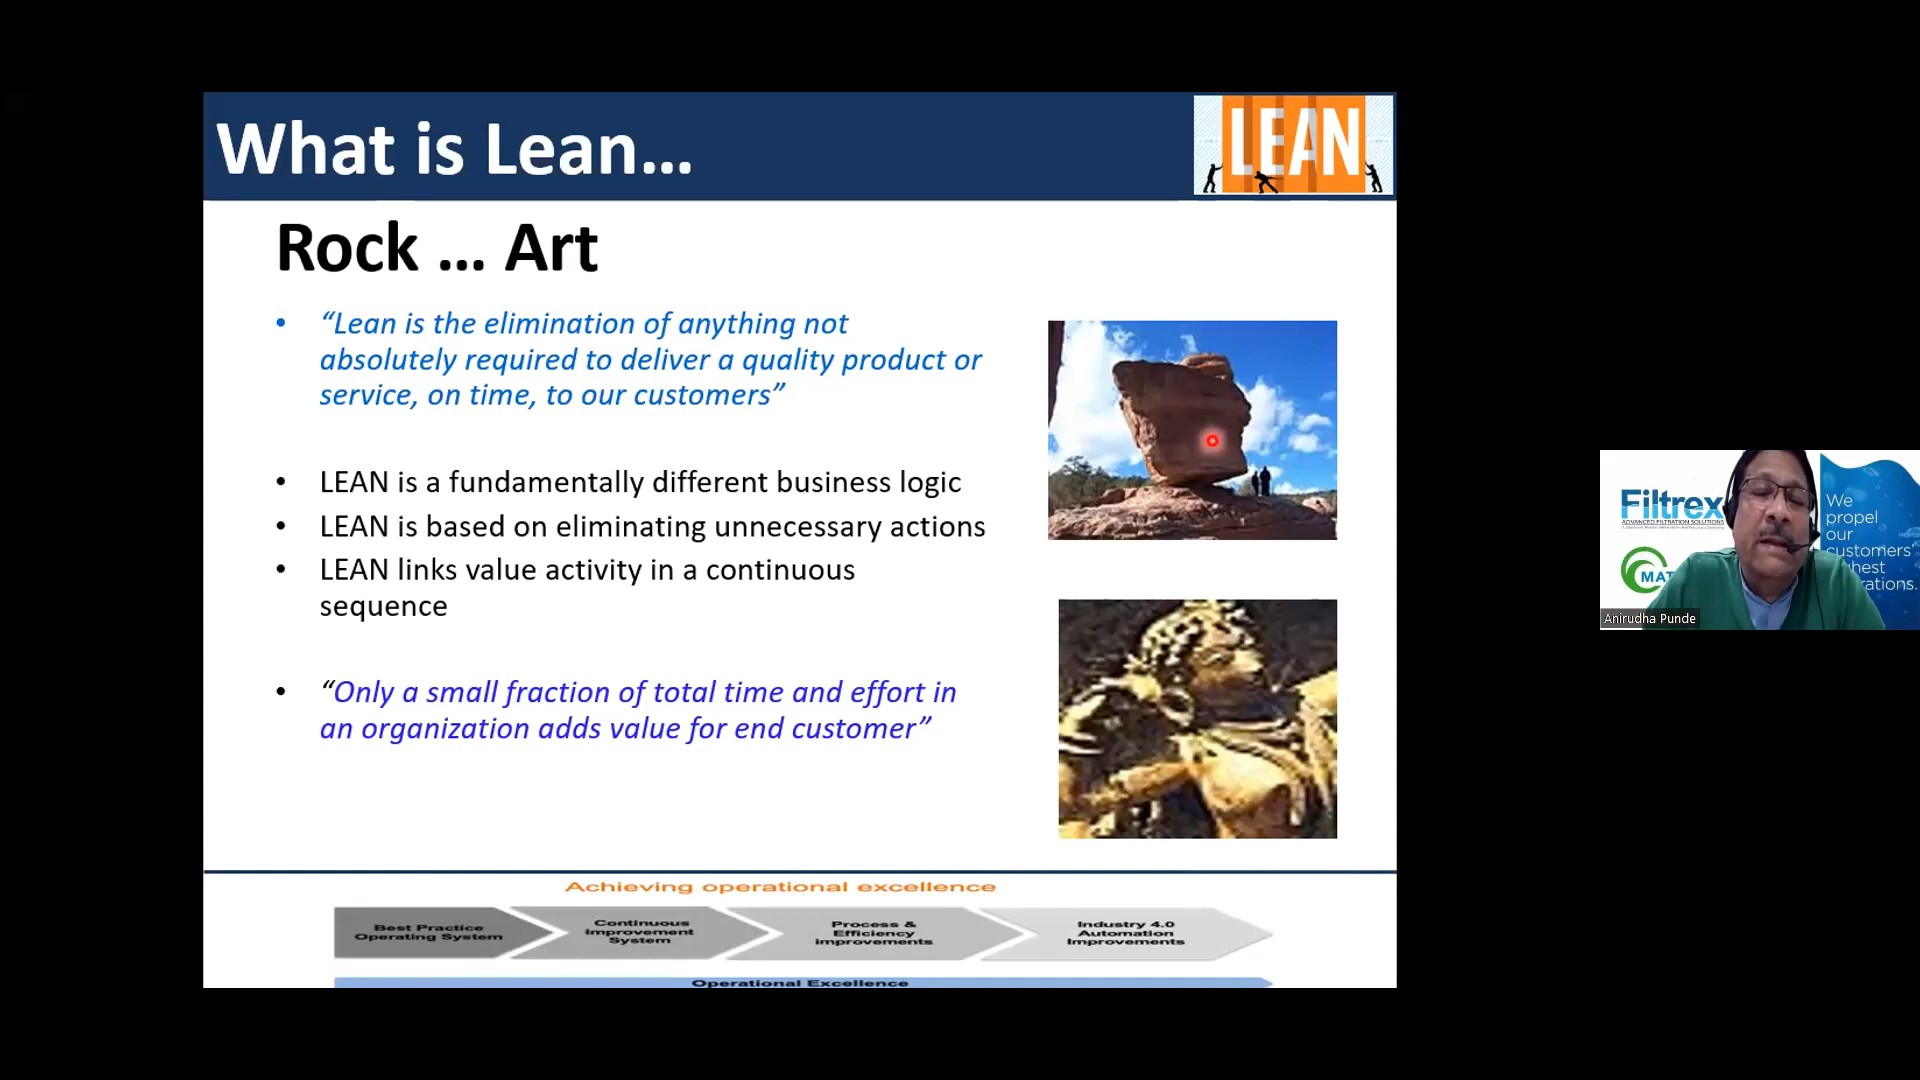 What is Lean...
LEAN
Rock ... Art
• “Lean is the elimination of anything not
absolutely required to deliver a quality product or
service, on time, to our customers”
• LEAN is a fundamentally different business logic
• LEAN is based on eliminating unnecessary actions
• LEAN links value activity in a continuous
sequence
• “Only a small fraction of total time and effort in
an organization adds value for end customer”
Achieving operational excellence
Best Practice
Operating System
Continuous
Improvement
System
Process &
Efficiency
improvements
Industry 4.0
Automation
Improvements
Operational Excellence
Filtrex
ADVANCED FILTRATION SOLUTIONS
MAT
We
propel
our
customers'
hest
rations.
Anirudha Punde